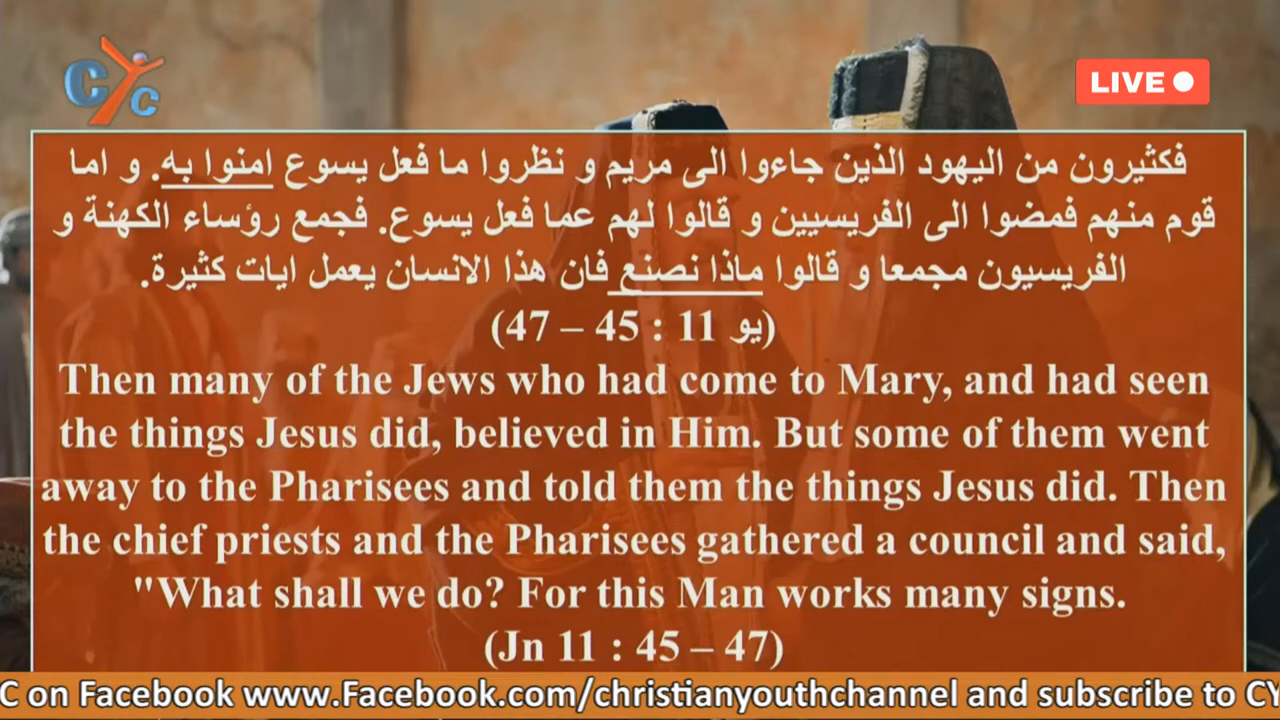 CYC
LIVE
فكثيرون من اليهود الذين جاءوا الى مريم و نظروا ما فعل يسوع امنوا به. و اما
قوم منهم فمضوا الى الفريسيين و قالوا لهم عما فعل يسوع. فجمع رؤساء الكهنة و
الفريسيون مجمعا و قالوا ماذا نصنع فان هذا الانسان يعمل ايات كثيرة.
(يو 11 : 45 – 47)
Then many of the Jews who had come to Mary, and had seen
the things Jesus did, believed in Him. But some of them went
away to the Pharisees and told them the things Jesus did. Then
the chief priests and the Pharisees gathered a council and said,
"What shall we do? For this Man works many signs.
(Jn 11 : 45 – 47)
C on Facebook www.Facebook.com/christianyouthchannel and subscribe to CY